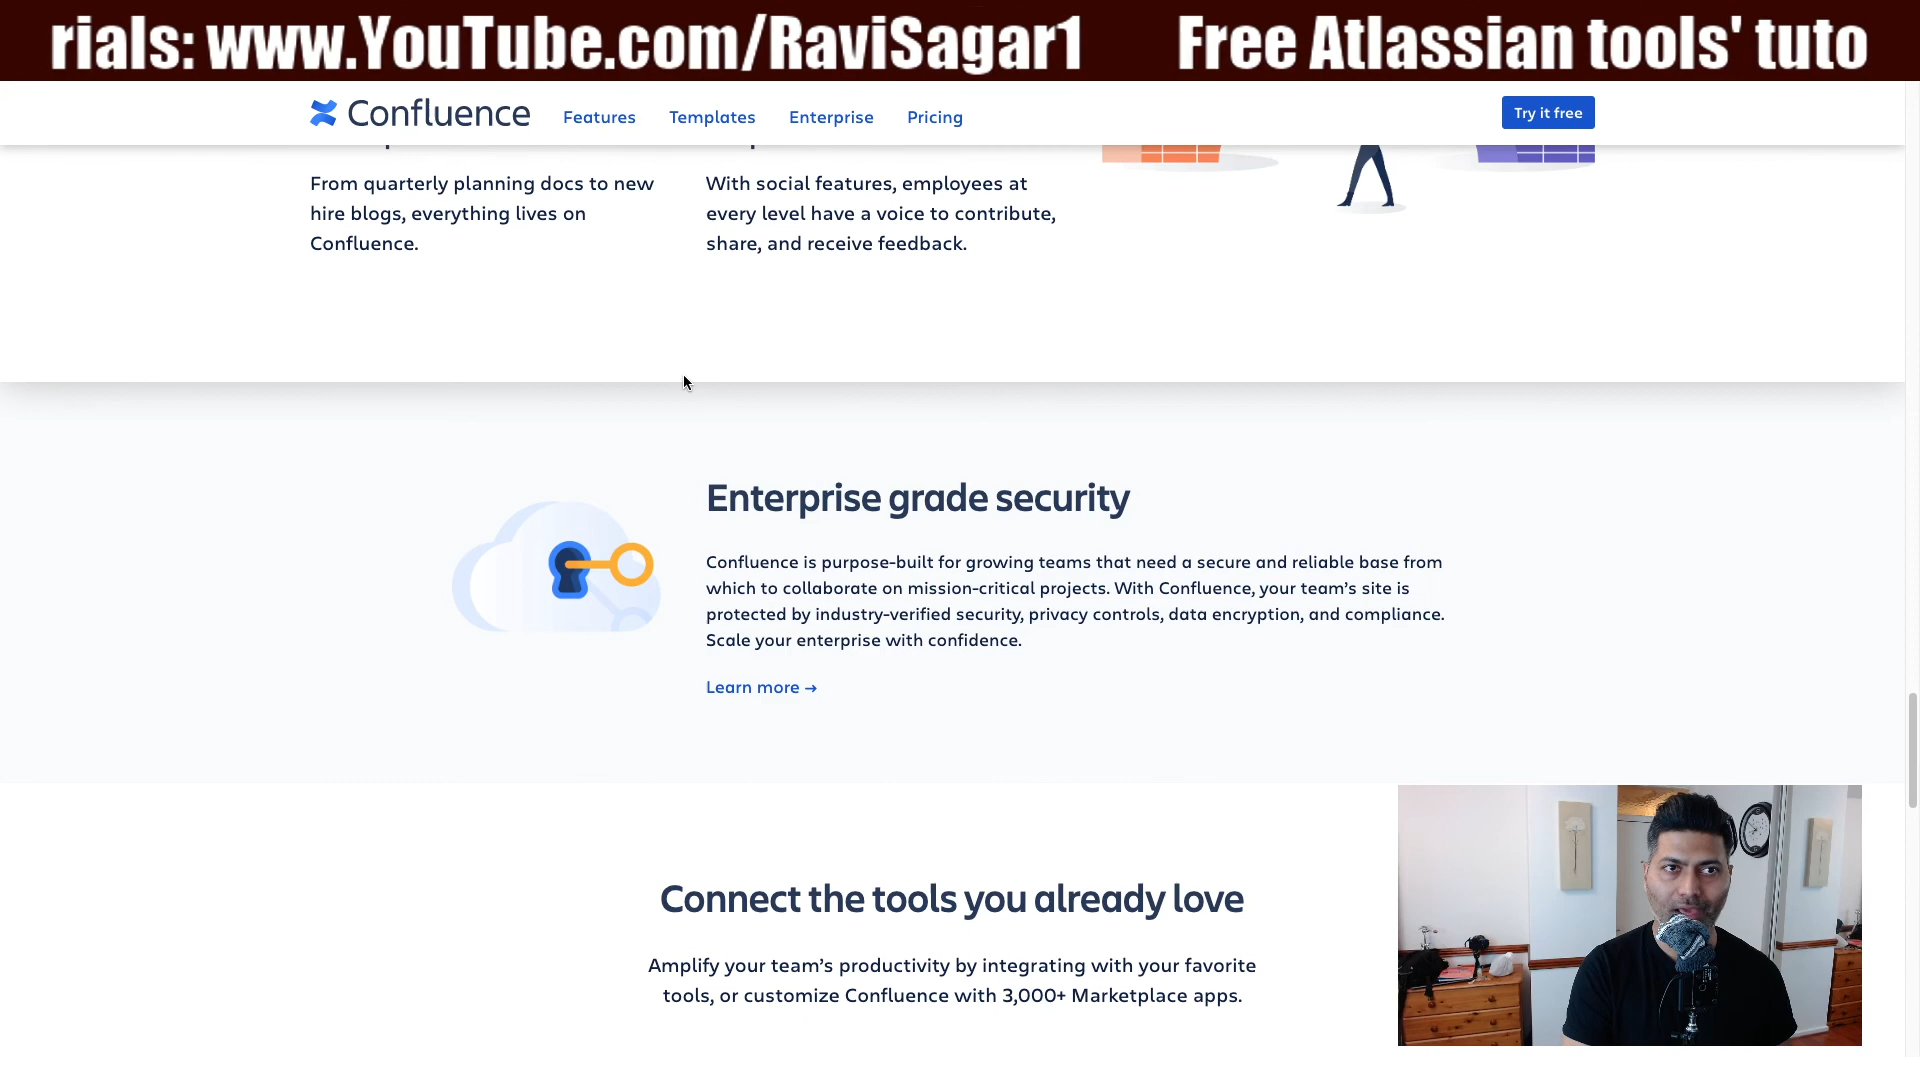 rials: www.YouTube.com/RaviSagar1 Free Atlassian tools' tuto
Confluence Features Templates Enterprise Pricing Try it free
From quarterly planning docs to new
hire blogs, everything lives on
Confluence.
With social features, employees at
every level have a voice to contribute,
share, and receive feedback.
Enterprise grade security
Confluence is purpose-built for growing teams that need a secure and reliable base from
which to collaborate on mission-critical projects. With Confluence, your team’s site is
protected by industry-verified security, privacy controls, data encryption, and compliance.
Scale your enterprise with confidence.
Learn more →
Connect the tools you already love
Amplify your team’s productivity by integrating with your favorite
tools, or customize Confluence with 3,000+ Marketplace apps.